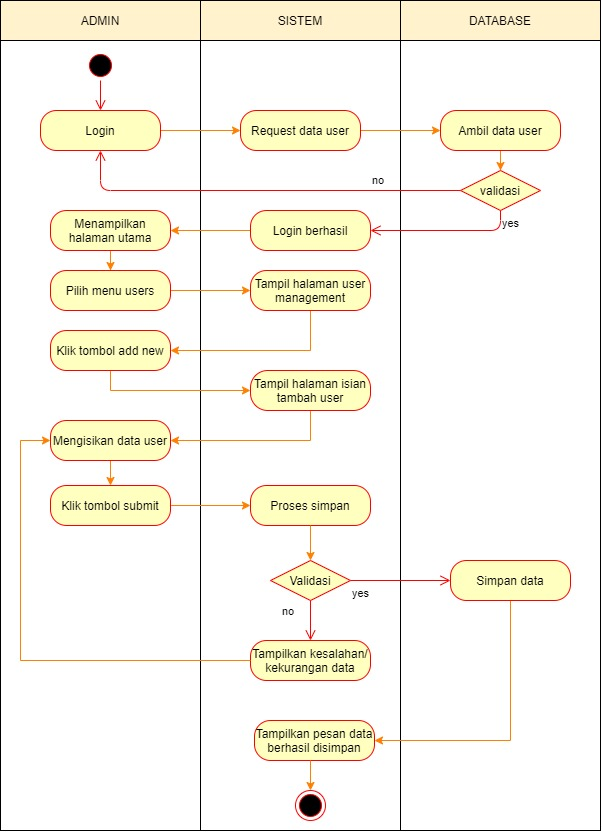 ADMIN
SISTEM
DATABASE
Login
Request data user
Ambil data user
no
validasi
yes
Menampilkan
halaman utama
Login berhasil
Pilih menu users
Tampil halaman user
management
Klik tombol add new
Tampil halaman isian
tambah user
Mengisikan data user
Klik tombol submit
Proses simpan
Validasi
yes
Simpan data
no
Tampilkan kesalahan/
kekurangan data
Tampilkan pesan data
berhasil disimpan